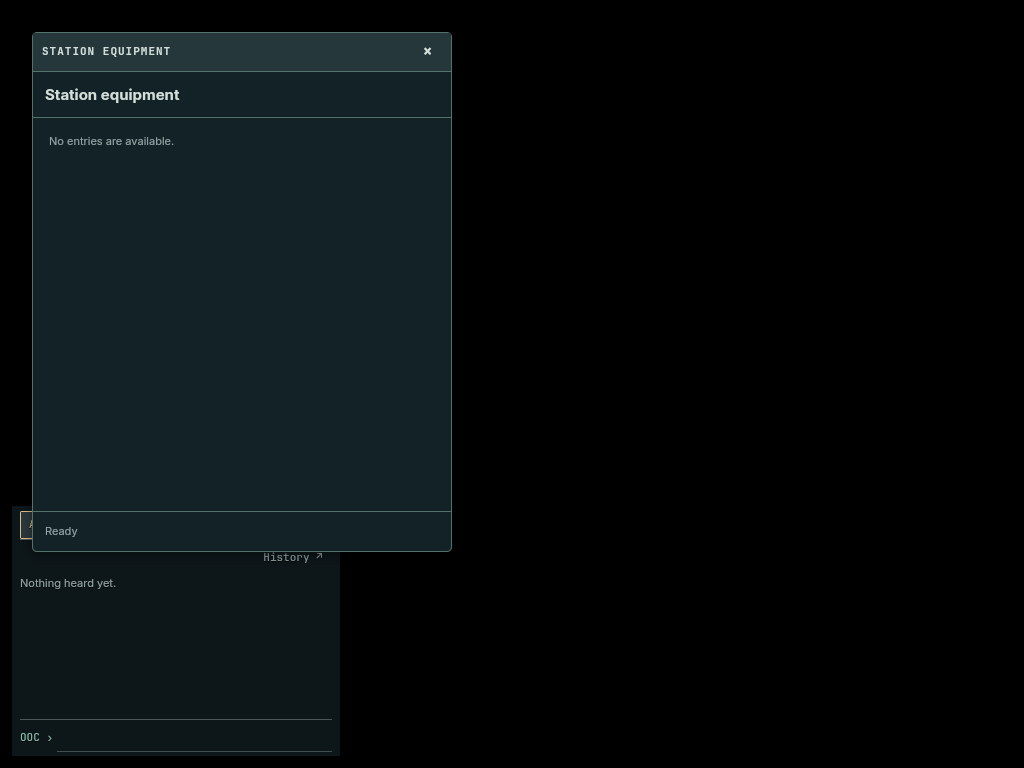 STATION EQUIPMENT ×
Station equipment
No entries are available.
Ready
History ↗
Nothing heard yet.
OOC ›